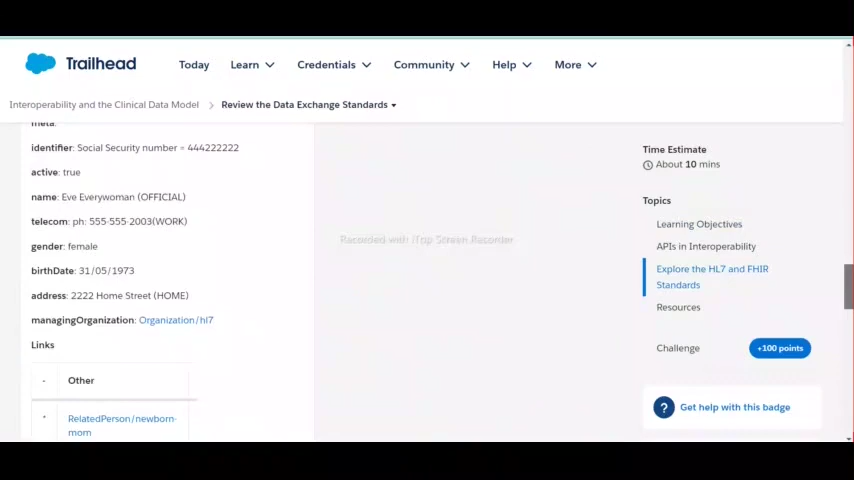 Trailhead
Today
Learn
Credentials
Community
Help
More
Interoperability and the Clinical Data Model
Review the Data Exchange Standards
meta:
identifier: Social Security number = 444222222
active: true
name: Eve Everywoman (OFFICIAL)
telecom: ph: 555-555-2003(WORK)
gender: female
birthDate: 31/05/1973
address: 2222 Home Street (HOME)
managingOrganization: Organization/hl7
Links
- Other
* RelatedPerson/newborn-
mom
Recorded with iTop Screen Recorder
Time Estimate
About 10 mins
Topics
Learning Objectives
APIs in Interoperability
Explore the HL7 and FHIR
Standards
Resources
Challenge
+100 points
? Get help with this badge